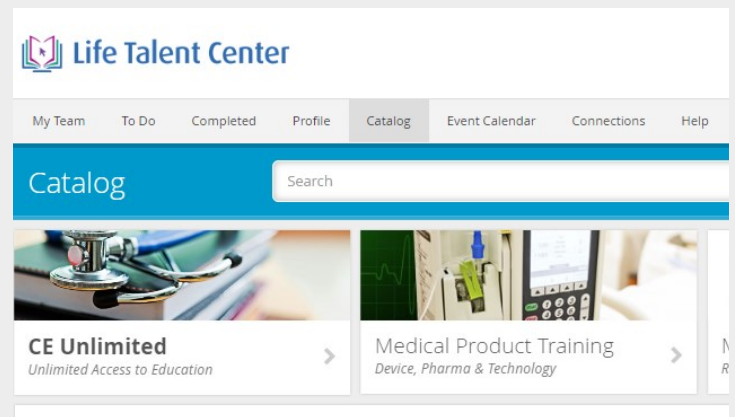 Life Talent Center
My Team To Do Completed Profile Catalog Event Calendar Connections Help
Catalog
Search
CE Unlimited
Unlimited Access to Education
Medical Product Training
Device, Pharma & Technology